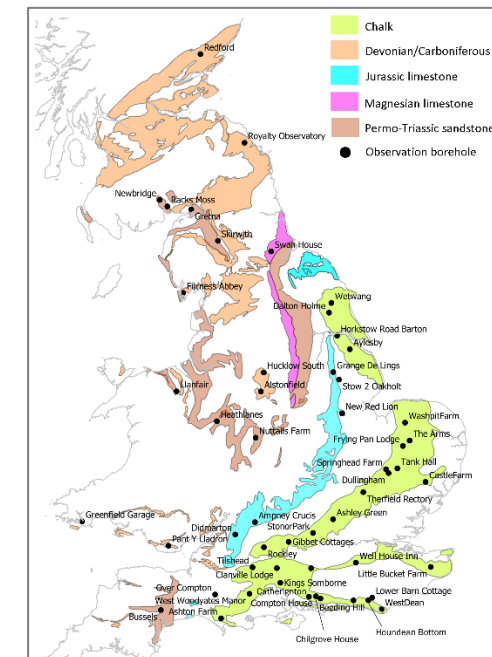 Chalk
Devonian/Carboniferous
Jurassic limestone
Magnesian limestone
Permo-Triassic sandstone
Observation borehole
Redford
Royalty Observatory
Newbridge
Racks Moss
Gretna
Skirwith
Swan House
Furness Abbey
Wetwang
Dalton Holme
Horkstow Road Barton
Aylesby
Hucklow South
Grange De Lings
Llanfair
Alstonfield
Stow 2 Oakholt
New Red Lion
Heathlanes
WashpitFarm
Nuttalls Farm
Frying Pan Lodge
The Arms
Springhead Farm
Tank Hall
Dullingham
CastleFarm
Therfield Rectory
Greenfield Garage
Ampney Crucis
Ashley Green
Didmarton
StonorPark
Pant Y Lladron
Gibbet Cottages
Rockley
Tilshead
Well House Inn
Clanville Lodge
Little Bucket Farm
Over Compton
Kings Somborne
West Woodyates Manor
Catherington
Lower Barn Cottage
Ashton Farm
Compton House
Beeding Hill
WestDean
Bussels
Chilgrove House
Houndean Bottom